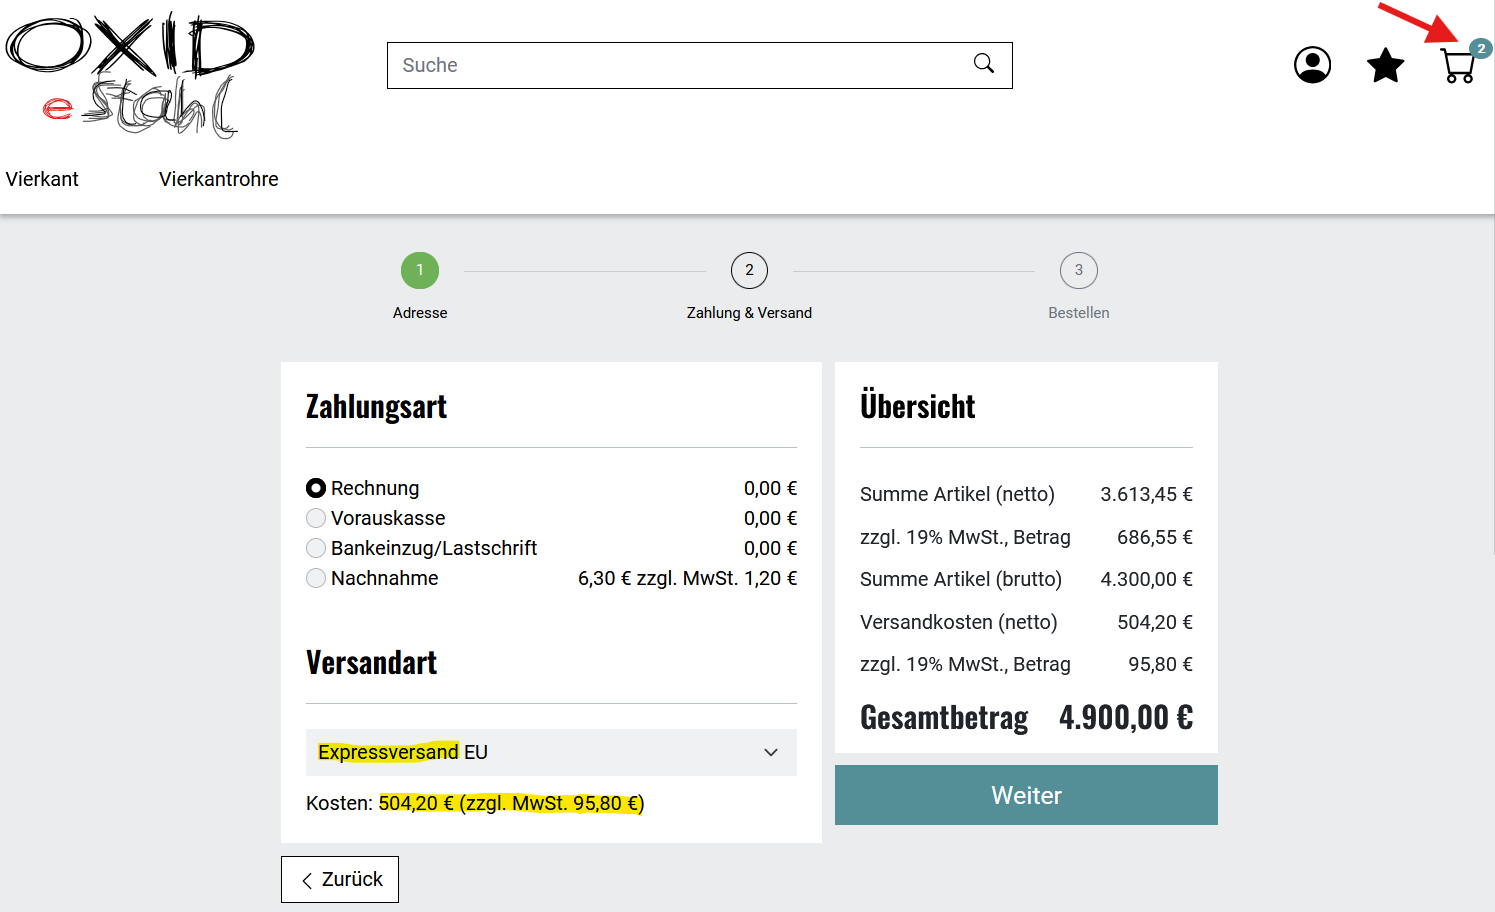 OXID
eStahl
Suche
2
Vierkant Vierkantrohre
1 2 3
Adresse Zahlung & Versand Bestellen
Zahlungsart
Rechnung 0,00 €
Vorauskasse 0,00 €
Bankeinzug/Lastschrift 0,00 €
Nachnahme 6,30 € zzgl. MwSt. 1,20 €
Versandart
Expressversand EU
Kosten: 504,20 € (zzgl. MwSt. 95,80 €)
Zurück
Übersicht
Summe Artikel (netto) 3.613,45 €
zzgl. 19% MwSt., Betrag 686,55 €
Summe Artikel (brutto) 4.300,00 €
Versandkosten (netto) 504,20 €
zzgl. 19% MwSt., Betrag 95,80 €
Gesamtbetrag 4.900,00 €
Weiter